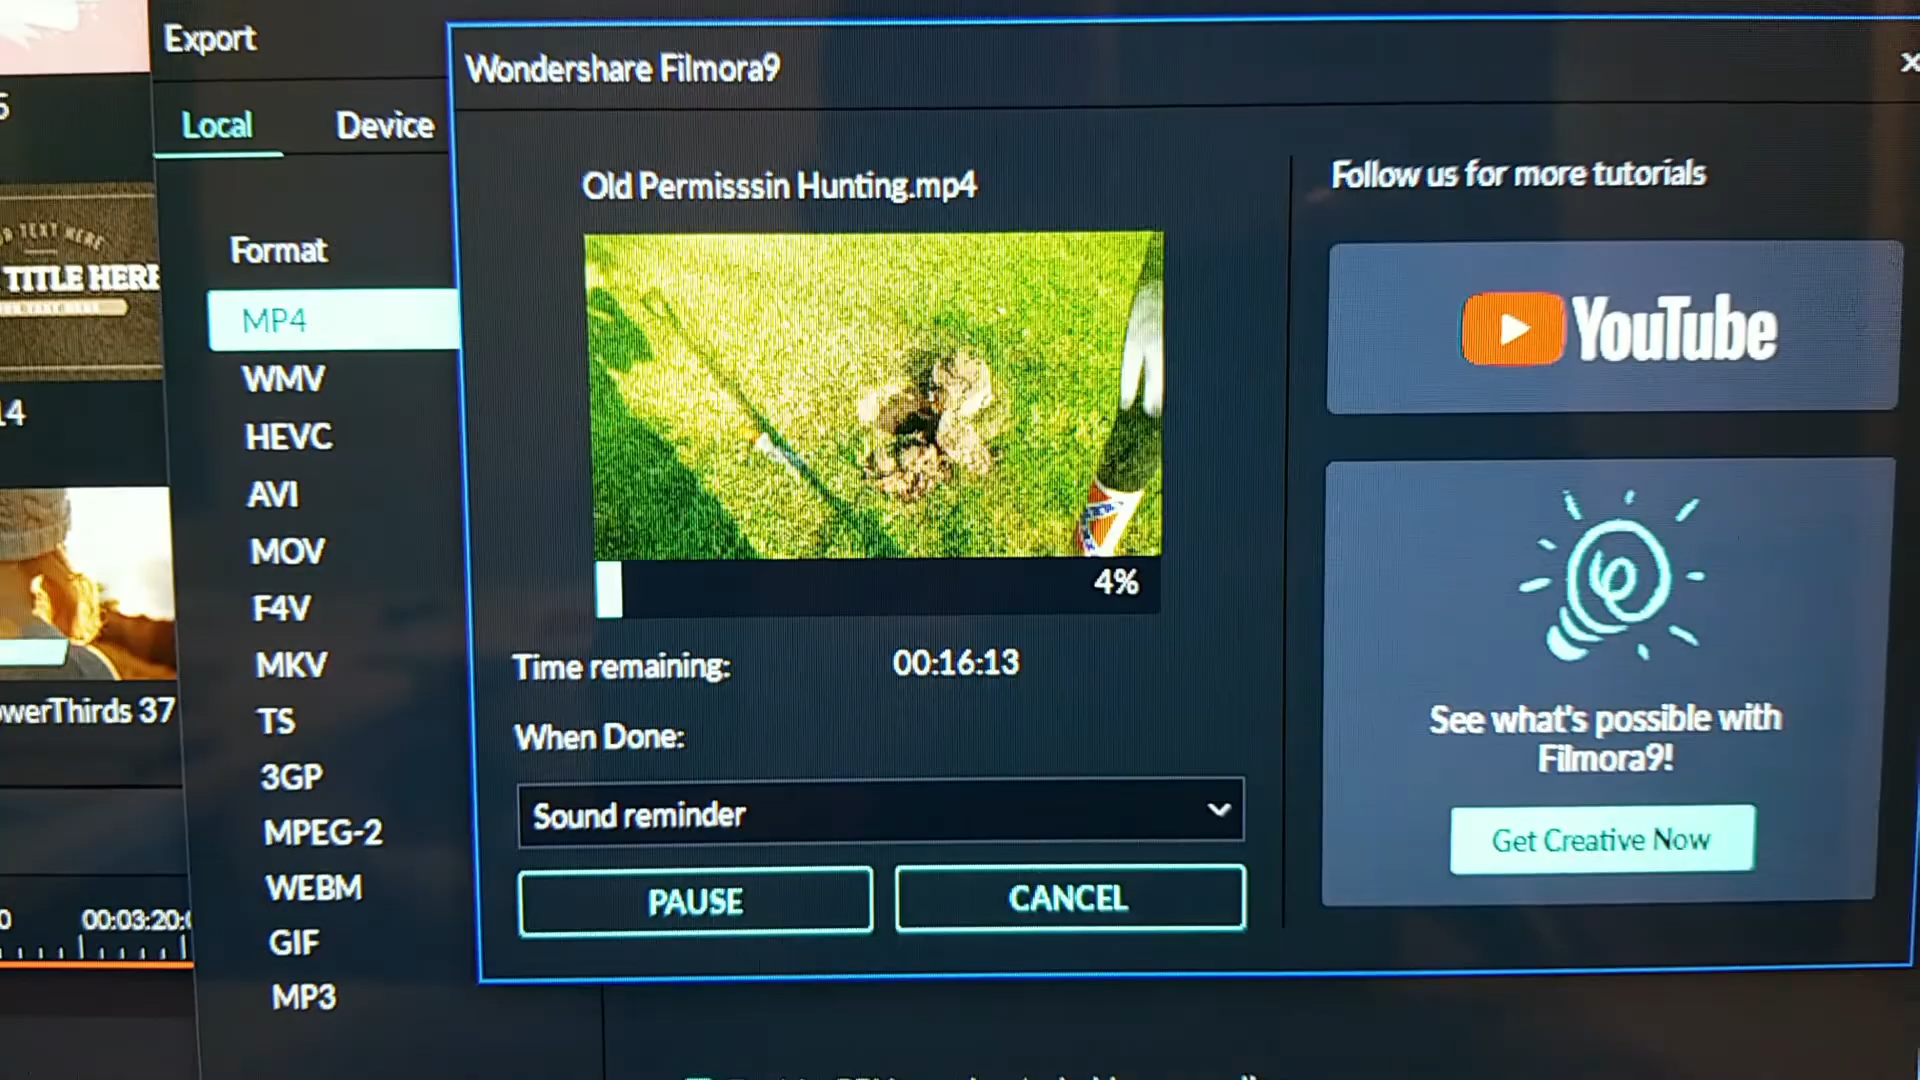 Export
Wondershare Filmora9
Local
Device
Old Permisssin Hunting.mp4
Follow us for more tutorials
Format
TEXT HERE
TITLE HERE
YouTube
MP4
WMV
14
HEVC
AVI
MOV
4%
F4V
Time remaining:
00:16:13
MKV
werThirds 37
TS
See what's possible with
Filmora9!
When Done:
3GP
Sound reminder
MPEG-2
Get Creative Now
WEBM
PAUSE
CANCEL
00:03:20:
GIF
MP3